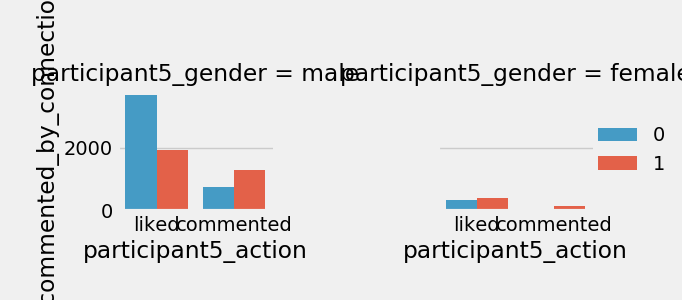 participant5_gender = male
participant5_gender = female
commented_by_connectio
2000
0
0
1
liked
commented
liked
commented
participant5_action
participant5_action